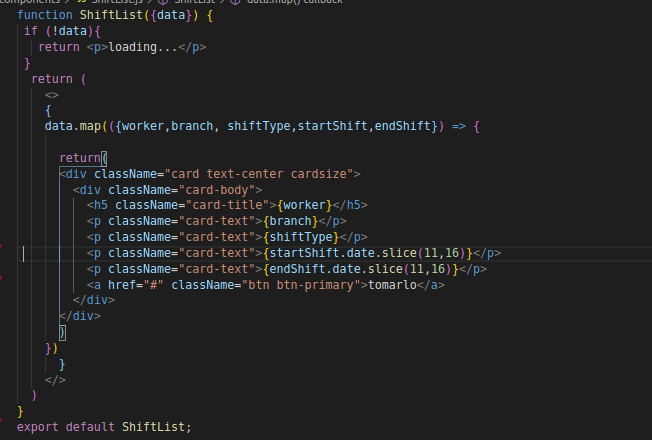 components > ShiftList.js > ShiftList > data.map() callback
function ShiftList({data}) {
if (!data){
return <p>loading...</p>
}
return (
<>
{
data.map(({worker,branch, shiftType,startShift,endShift}) => {
return(
<div className="card text-center cardsize">
<div className="card-body">
<h5 className="card-title">{worker}</h5>
<p className="card-text">{branch}</p>
<p className="card-text">{shiftType}</p>
<p className="card-text">{startShift.date.slice(11,16)}</p>
<p className="card-text">{endShift.date.slice(11,16)}</p>
<a href="#" className="btn btn-primary">tomarlo</a>
</div>
</div>
)
})
}
</>
)
}
export default ShiftList;